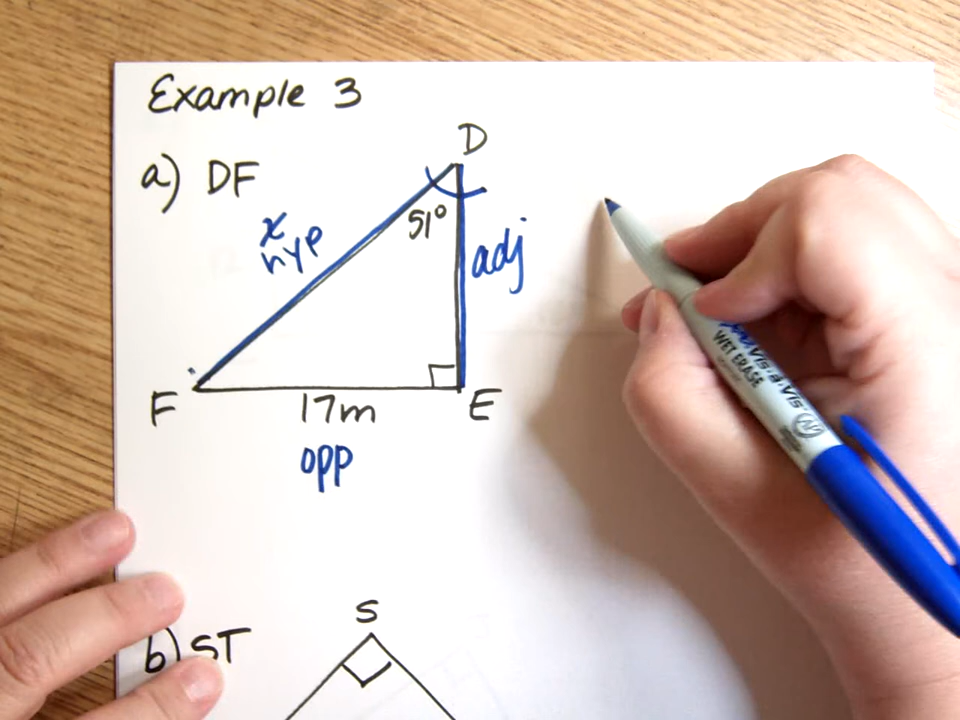 Example 3
a) DF
D
51°
x
hyp
adj
F
17m
E
opp
Vis-à-Vis.
WET ERASE
b) ST
S